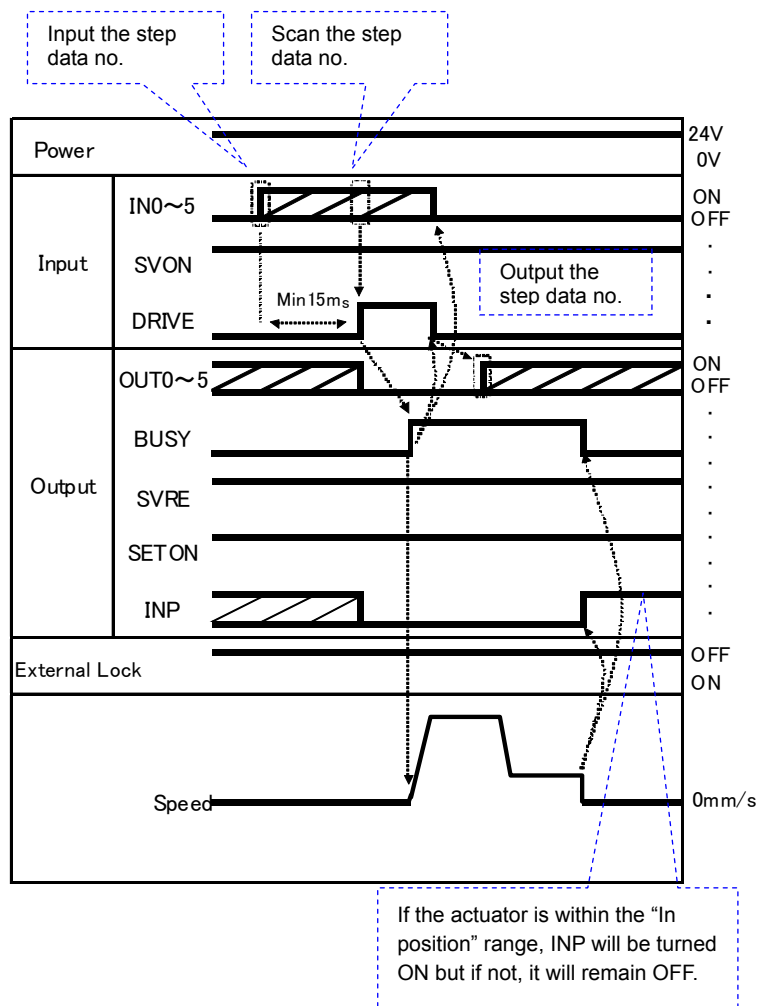 Input the step
data no.
Scan the step
data no.
Power
24V
0V
Input
IN0～5
ON
OFF
SVON
Output the
step data no.
Min15ms
DRIVE
Output
OUT0～5
ON
OFF
BUSY
SVRE
SETON
INP
External Lock
OFF
ON
Speed
0mm/s
If the actuator is within the “In
position” range, INP will be turned
ON but if not, it will remain OFF.